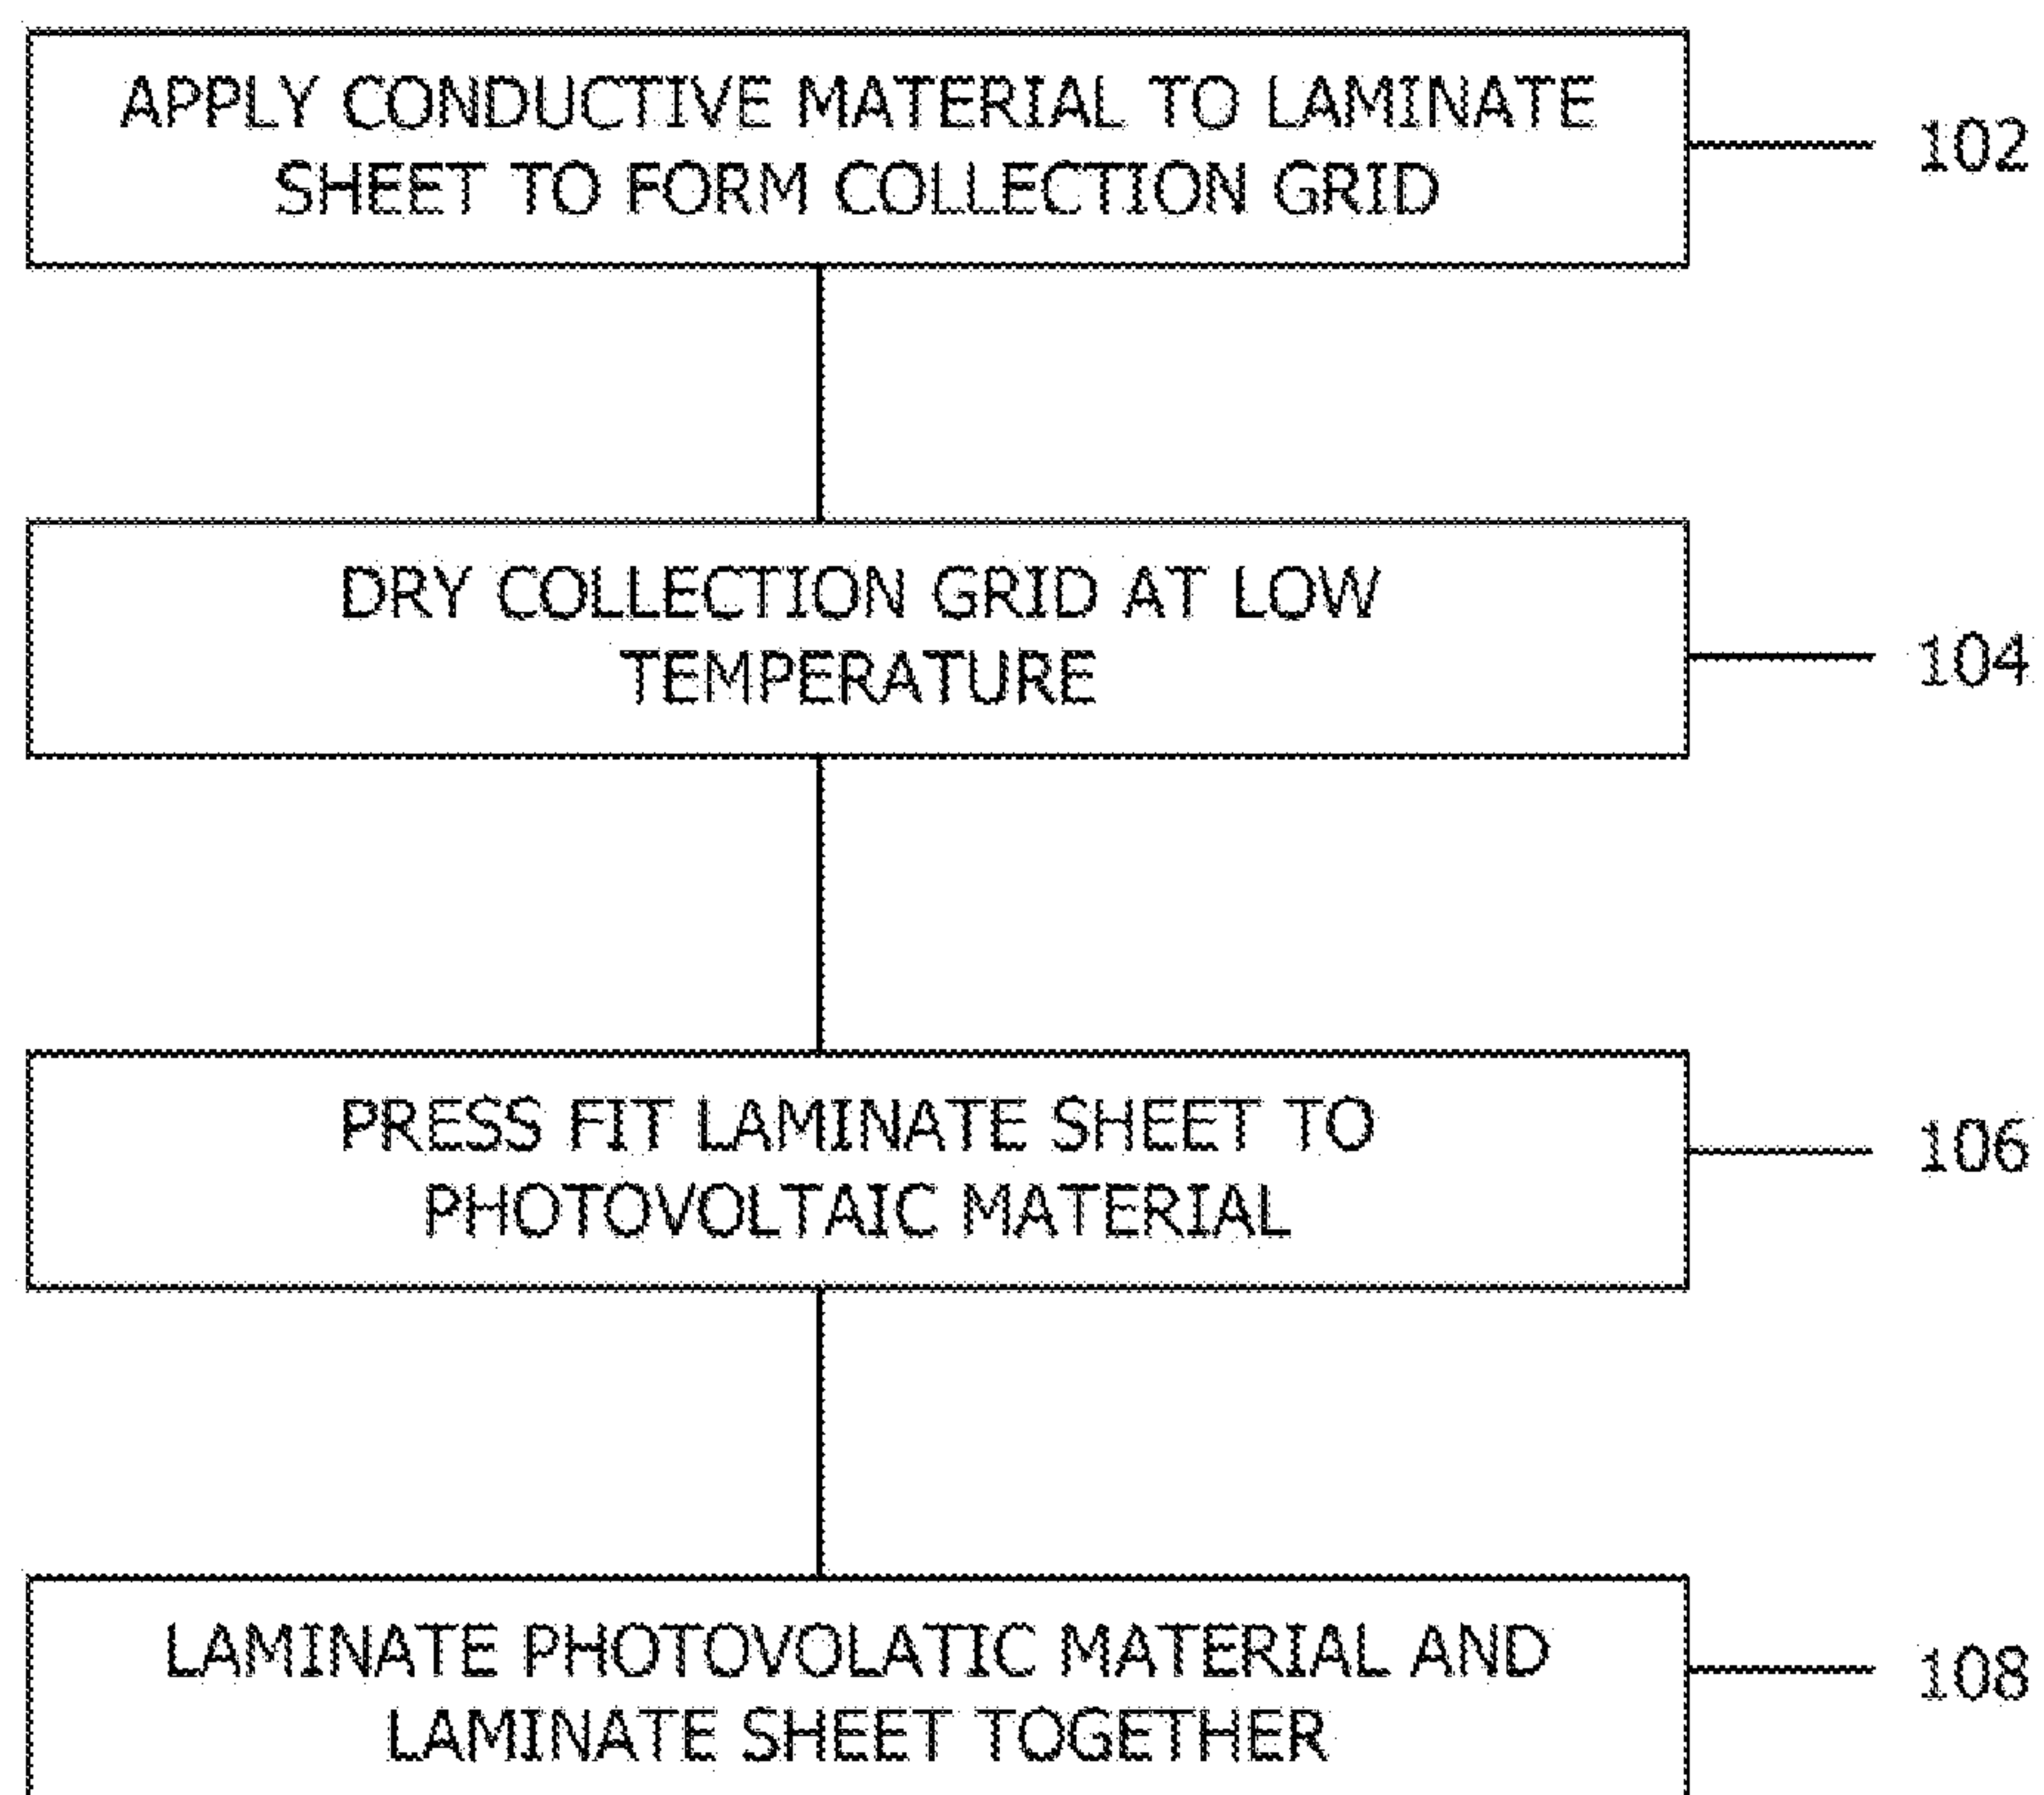 APPLY CONDUCTIVE MATERIAL TO LAMINATE
SHEET TO FORM COLLECTION GRID
102
DRY COLLECTION GRID AT LOW
TEMPERATURE
104
PRESS FIT LAMINATE SHEET TO
PHOTOVOLTAIC MATERIAL
106
LAMINATE PHOTOVOLATIC MATERIAL AND
LAMINATE SHEET TOGETHER
108